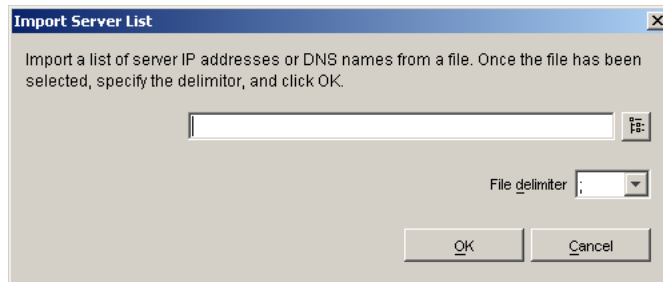 Import Server List
Import a list of server IP addresses or DNS names from a file. Once the file has been
selected, specify the delimitor, and click OK.
File delimiter ;
OK Cancel